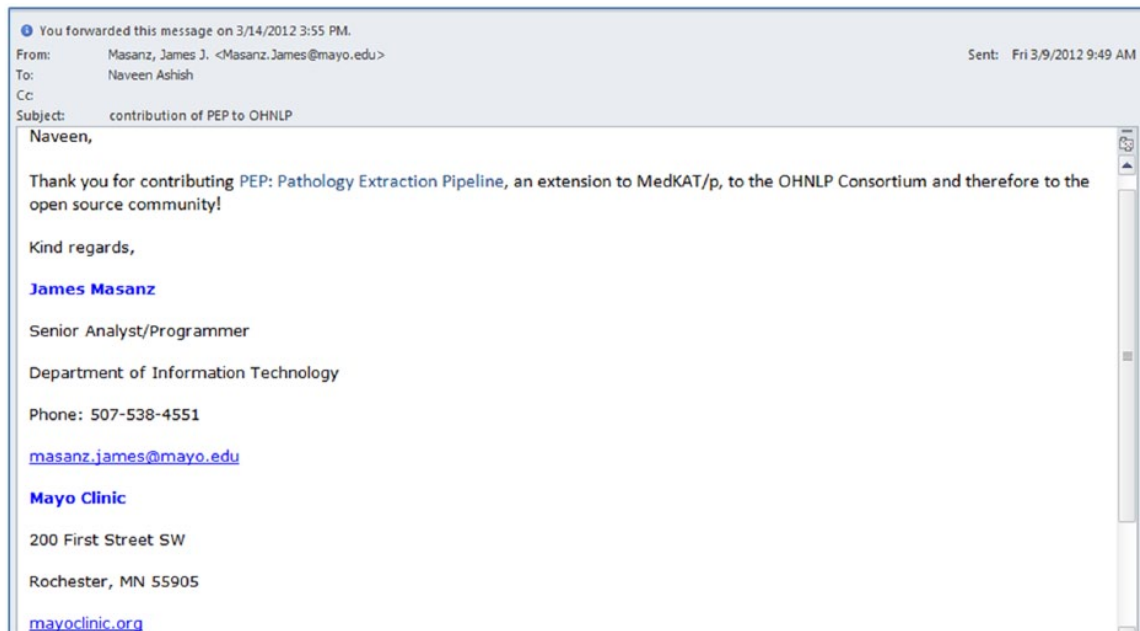 You forwarded this message on 3/14/2012 3:55 PM.
From: Masanz, James J. <Masanz.James@mayo.edu> Sent: Fri 3/9/2012 9:49 AM
To: Naveen Ashish
Cc:
Subject: contribution of PEP to OHNLP
Naveen,
Thank you for contributing PEP: Pathology Extraction Pipeline, an extension to MedKAT/p, to the OHNLP Consortium and therefore to the
open source community!
Kind regards,
James Masanz
Senior Analyst/Programmer
Department of Information Technology
Phone: 507-538-4551
masanz.james@mayo.edu
Mayo Clinic
200 First Street SW
Rochester, MN 55905
mayoclinic.org